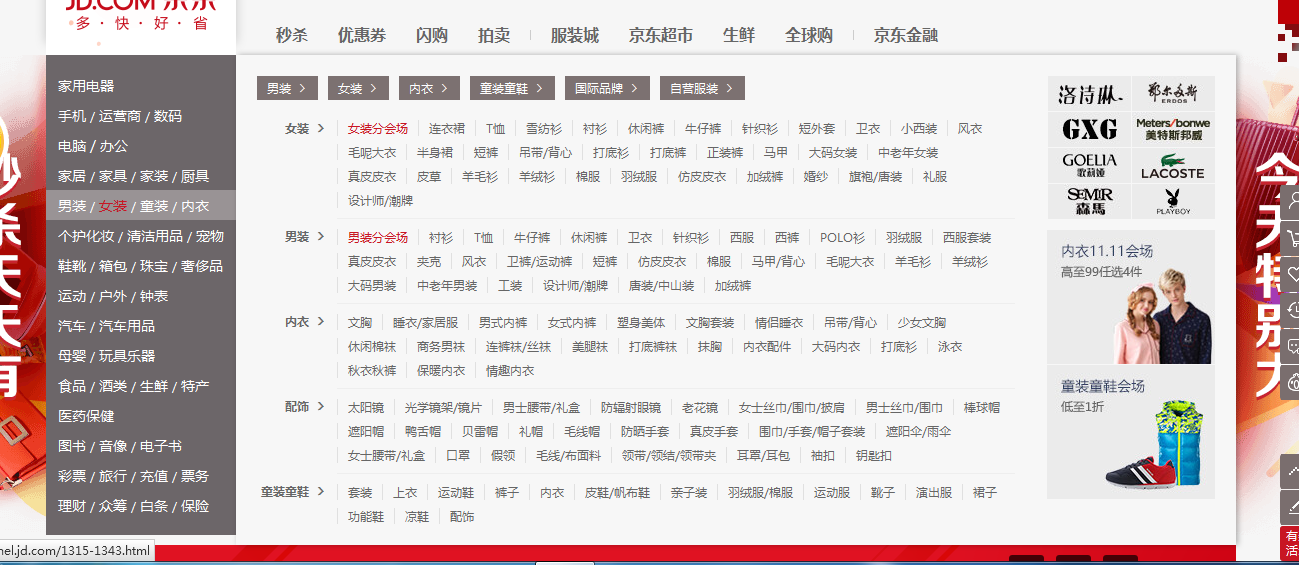 JD.COM 京东
多·快·好·省
秒杀 优惠券 闪购 拍卖 服装城 京东超市 生鲜 全球购 京东金融
家用电器
手机 / 运营商 / 数码
电脑 / 办公
家居 / 家具 / 家装 / 厨具
男装 / 女装 / 童装 / 内衣
个护化妆 / 清洁用品 / 宠物
鞋靴 / 箱包 / 珠宝 / 奢侈品
运动 / 户外 / 钟表
汽车 / 汽车用品
母婴 / 玩具乐器
食品 / 酒类 / 生鲜 / 特产
医药保健
图书 / 音像 / 电子书
彩票 / 旅行 / 充值 / 票务
理财 / 众筹 / 白条 / 保险
男装 > 女装 > 内衣 > 童装童鞋 > 国际品牌 > 自营服装 >
女装 > 女装分会场 连衣裙 T恤 雪纺衫 衬衫 休闲裤 牛仔裤 针织衫 短外套 卫衣 小西装 风衣
毛呢大衣 半身裙 短裤 吊带/背心 打底衫 打底裤 正装裤 马甲 大码女装 中老年女装
真皮皮衣 皮草 羊毛衫 羊绒衫 棉服 羽绒服 仿皮皮衣 加绒裤 婚纱 旗袍/唐装 礼服
设计师/潮牌
男装 > 男装分会场 衬衫 T恤 牛仔裤 休闲裤 卫衣 针织衫 西服 西裤 POLO衫 羽绒服 西服套装
真皮皮衣 夹克 风衣 卫裤/运动裤 短裤 仿皮皮衣 棉服 马甲/背心 毛呢大衣 羊毛衫 羊绒衫
大码男装 中老年男装 工装 设计师/潮牌 唐装/中山装 加绒裤
内衣 > 文胸 睡衣/家居服 男式内裤 女式内裤 塑身美体 文胸套装 情侣睡衣 吊带/背心 少女文胸
休闲棉袜 商务男袜 连裤袜/丝袜 美腿袜 打底裤袜 抹胸 内衣配件 大码内衣 打底衫 泳衣
秋衣秋裤 保暖内衣 情趣内衣
配饰 > 太阳镜 光学镜架/镜片 男士腰带/礼盒 防辐射眼镜 老花镜 女士丝巾/围巾/披肩 男士丝巾/围巾 棒球帽
遮阳帽 鸭舌帽 贝雷帽 礼帽 毛线帽 防晒手套 真皮手套 围巾/手套/帽子套装 遮阳伞/雨伞
女士腰带/礼盒 口罩 假领 毛线/布面料 领带/领结/领带夹 耳罩/耳包 袖扣 钥匙扣
童装童鞋 > 套装 上衣 运动鞋 裤子 内衣 皮鞋/帆布鞋 亲子装 羽绒服/棉服 运动服 靴子 演出服 裙子
功能鞋 凉鞋 配饰
洛诗琳 鄂尔多斯
ERDOS
GXG Meters/bonwe
美特斯邦威
GOELIA
歌莉娅 LACOSTE
SEMIR
森馬 PLAYBOY
内衣11.11会场
高至99任选4件
童装童鞋会场
低至1折
nel.jd.com/1315-1343.html
有
活